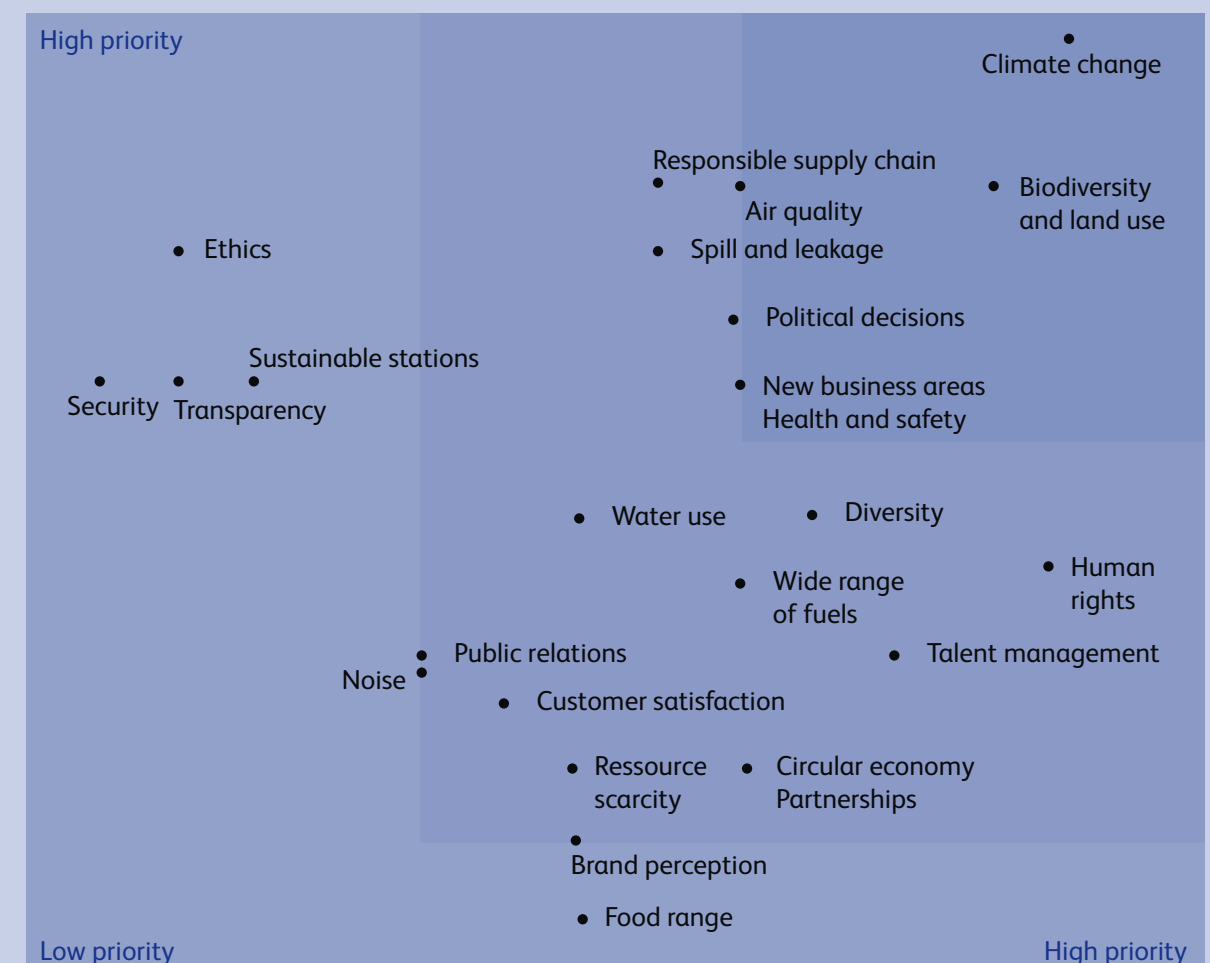 High priority
Climate change
Responsible supply chain
Air quality
Biodiversity
and land use
Ethics
Spill and leakage
Political decisions
Sustainable stations
Security
Transparency
New business areas
Health and safety
Water use
Diversity
Wide range
of fuels
Human
rights
Public relations
Talent management
Noise
Customer satisfaction
Ressource
scarcity
Circular economy
Partnerships
Brand perception
Food range
Low priority
High priority